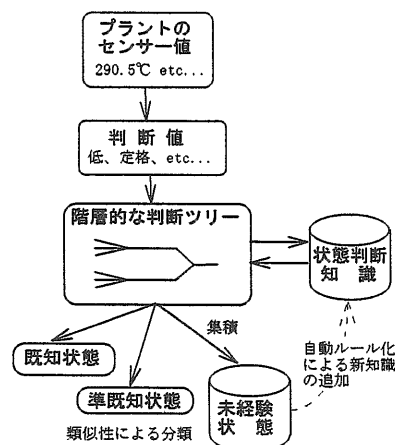 プラントの
センサー値
290.5℃ etc...
判 断 値
低、定格、etc...
階層的な判断ツリー
状態判断
知 識
集積
既知状態
準既知状態
未経験
状 態
自動ルール化
による新知識
の追加
類似性による分類